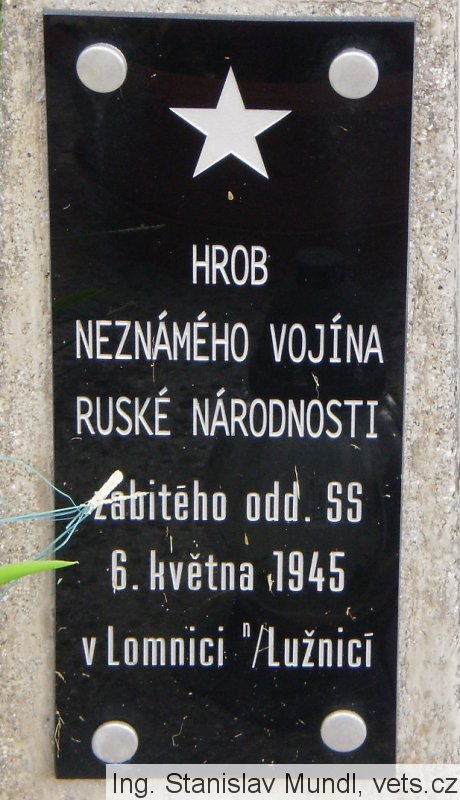 HROB
NEZNÁMÉHO VOJÍNA
RUSKÉ NÁRODNOSTI
zabitého odd. SS
6. května 1945
v Lomnici n/Lužnicí
Ing. Stanislav Mundl, vets.cz